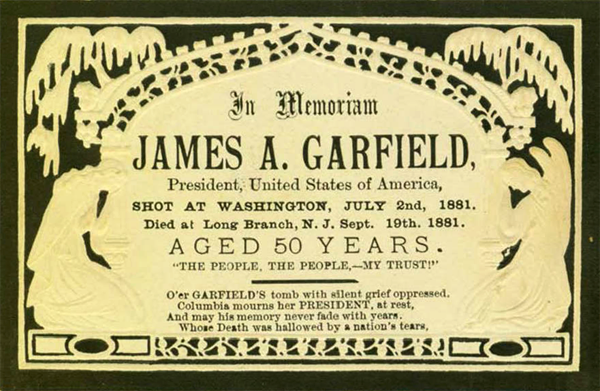 In Memoriam
JAMES A. GARFIELD,
President, United States of America,
SHOT AT WASHINGTON, JULY 2nd, 1881.
Died at Long Branch, N. J. Sept. 19th. 1881.
AGED 50 YEARS.
"THE PEOPLE, THE PEOPLE,—MY TRUST!"
O'er GARFIELD'S tomb with silent grief oppressed,
Columbia mourns her PRESIDENT, at rest,
And may his memory never fade with years.
Whose Death was hallowed by a nation's tears,